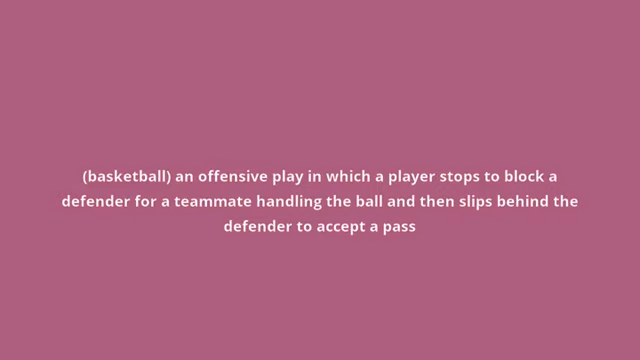 (basketball) an offensive play in which a player stops to block a
defender for a teammate handling the ball and then slips behind the
defender to accept a pass